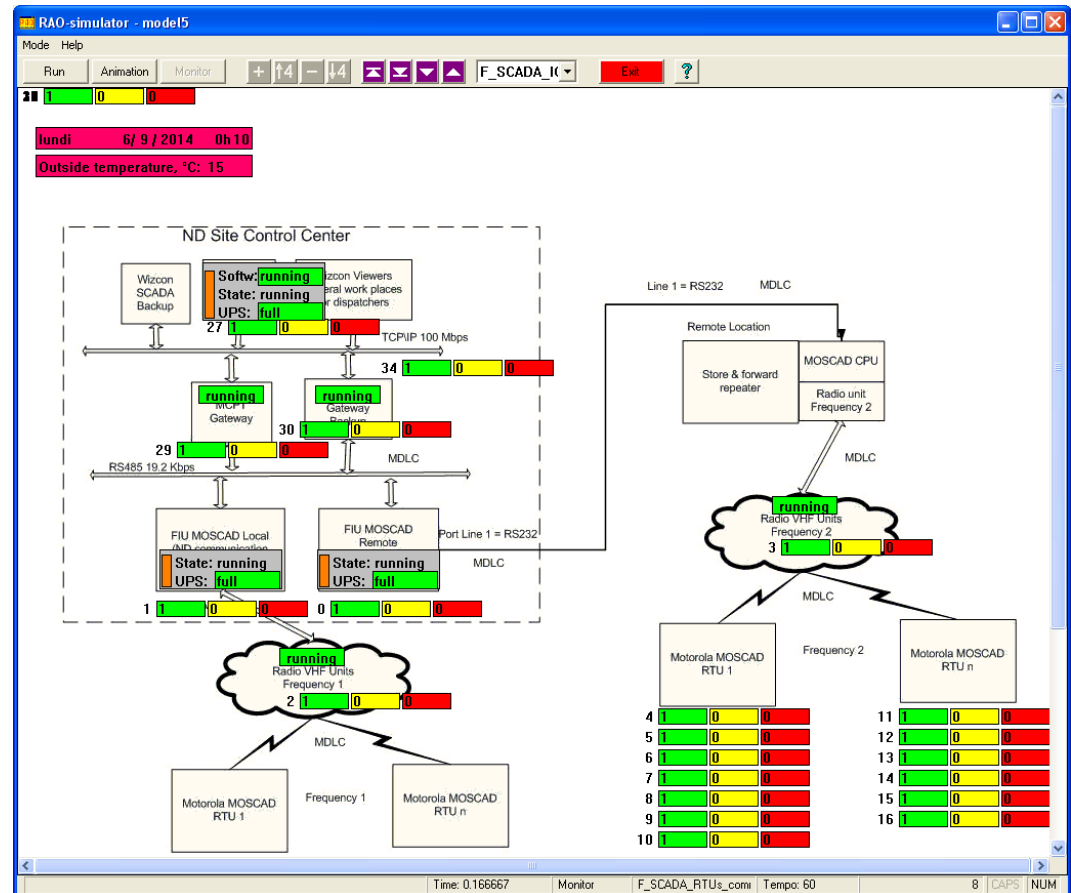 RAO-simulator - model5
Mode Help
Run Animation Monitor F_SCADA_I( Exit ?
1 0 0
lundi 6/ 9 / 2014 0h 10
Outside temperature, °C: 15
ND Site Control Center
Wizcon
SCADA
Backup
Softw: running
State: running
UPS: full
27 1 0 0
zcon Viewers
eral work places
or dispatchers
TCP\IP 100 Mbps
34 1 0 0
running
Gateway
29 1 0 0
running
Gateway
30 1 0 0
MDLC
RS485 19.2 Kbps
FIU MOSCAD Local
State: running
UPS: full
1 1 0 0
FIU MOSCAD
Remote
State: running
UPS: full
0 1 0 0
Port Line 1 = RS232
MDLC
running
Radio VHF Units
Frequency 1
2 1 0 0
MDLC
Motorola MOSCAD
RTU 1
Frequency 1
Motorola MOSCAD
RTU n
Line 1 = RS232 MDLC
Remote Location
Store & forward
repeater
MOSCAD CPU
Radio unit
Frequency 2
MDLC
running
Radio VHF Units
Frequency 2
3 1 0 0
MDLC
Motorola MOSCAD
RTU 1
Frequency 2
Motorola MOSCAD
RTU n
4 1 0 0
5 1 0 0
6 1 0 0
7 1 0 0
8 1 0 0
9 1 0 0
10 1 0 0
11 1 0 0
12 1 0 0
13 1 0 0
14 1 0 0
15 1 0 0
16 1 0 0
Time: 0.166667 Monitor F_SCADA_RTUs_com Tempo: 60 8 CAPS NUM